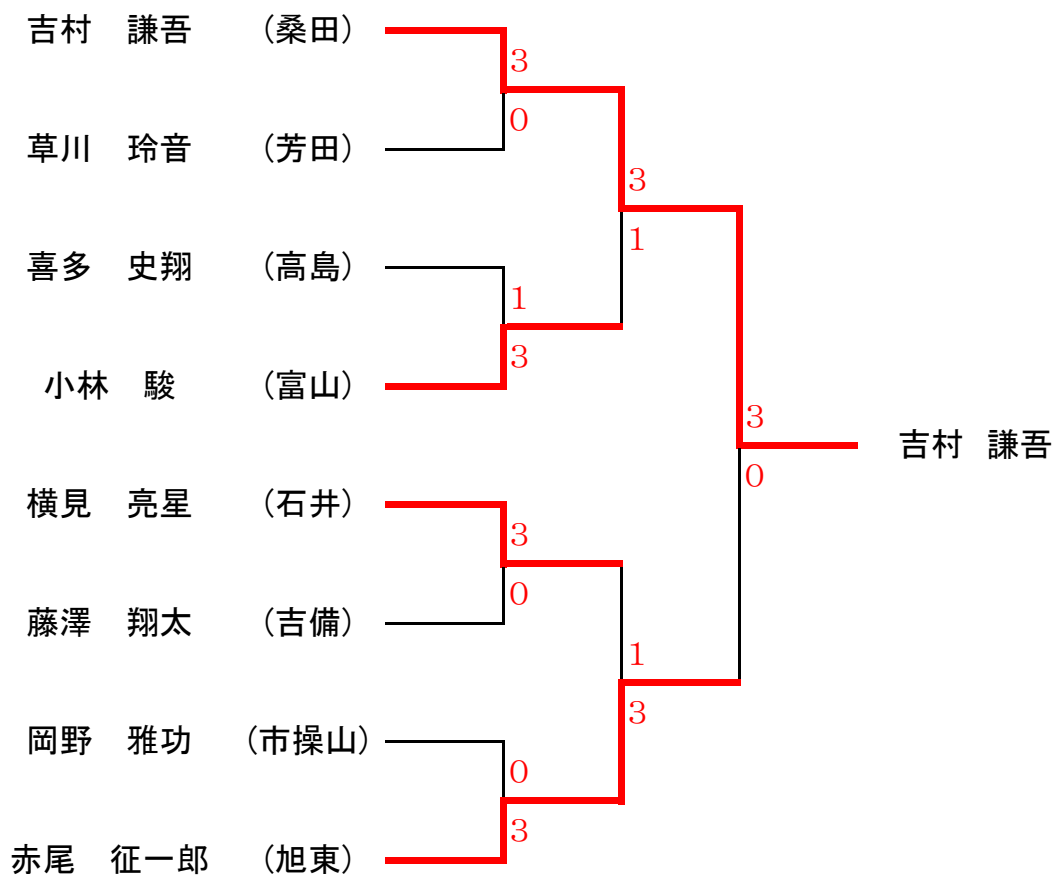 吉村　謙吾　（桑田）
3
0
草川　玲音　（芳田）
3
1
喜多　史翔　（高島）
1
3
小林　駿　（富山）
3
吉村　謙吾
0
横見　亮星　（石井）
3
0
藤澤　翔太　（吉備）
1
3
岡野　雅功　（市操山）
0
3
赤尾　征一郎　（旭東）